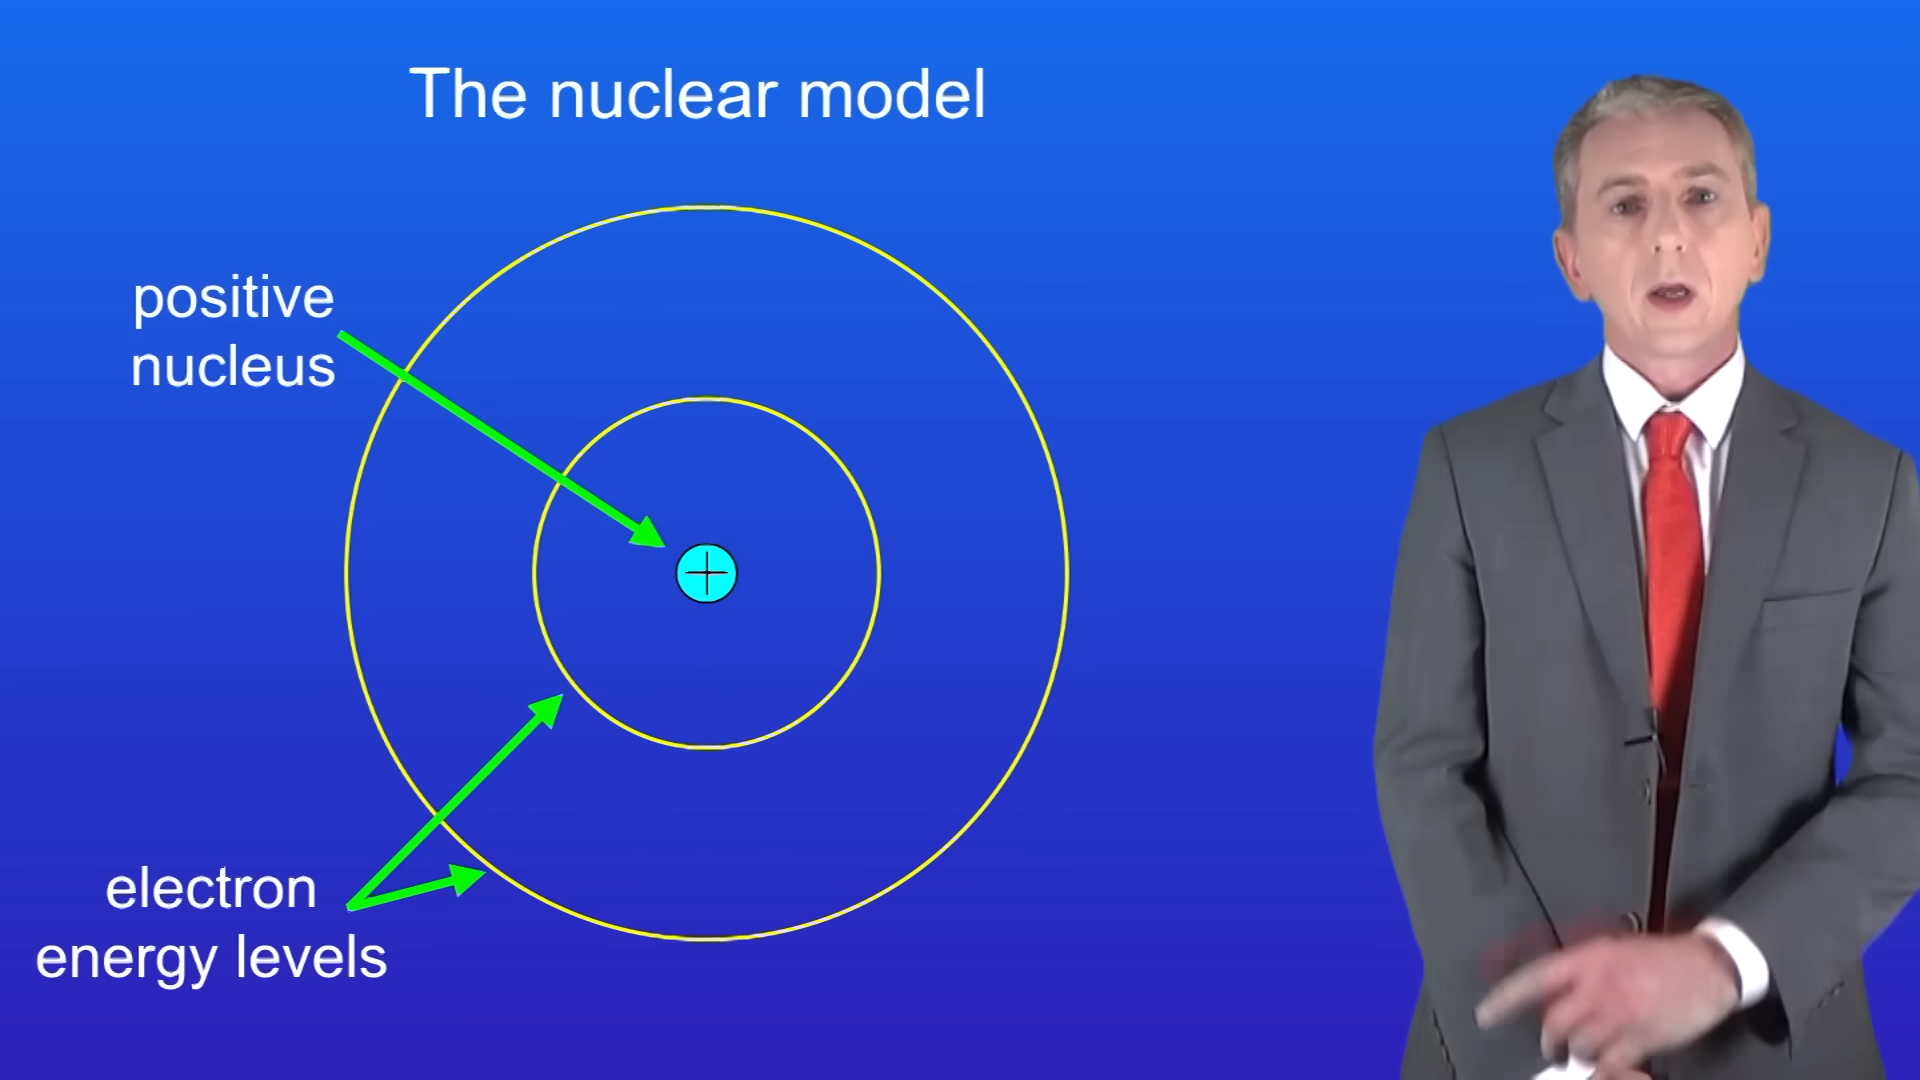 The nuclear model
positive
nucleus
electron
energy levels